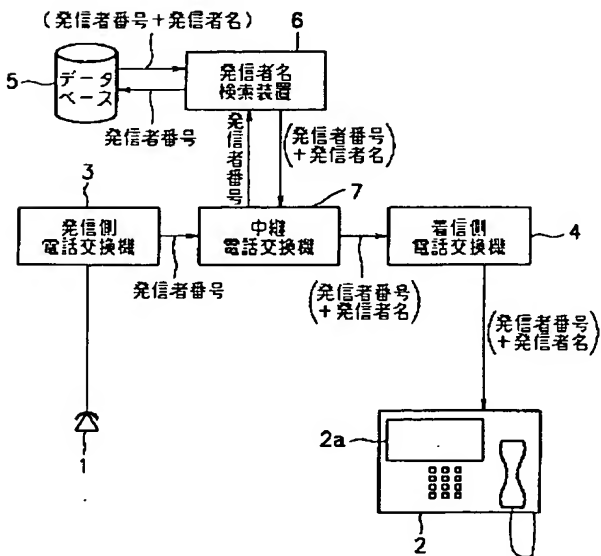 (発信者番号+発信者名)
6
5
データ
ベース
発信者名
検索装置
発信者番号
発信者番号
(発信者番号
+発信者名)
3
7
発信側
電話交換機
中継
電話交換機
着信側
電話交換機
4
発信者番号
(発信者番号
+発信者名)
(発信者番号
+発信者名)
2a
1
2